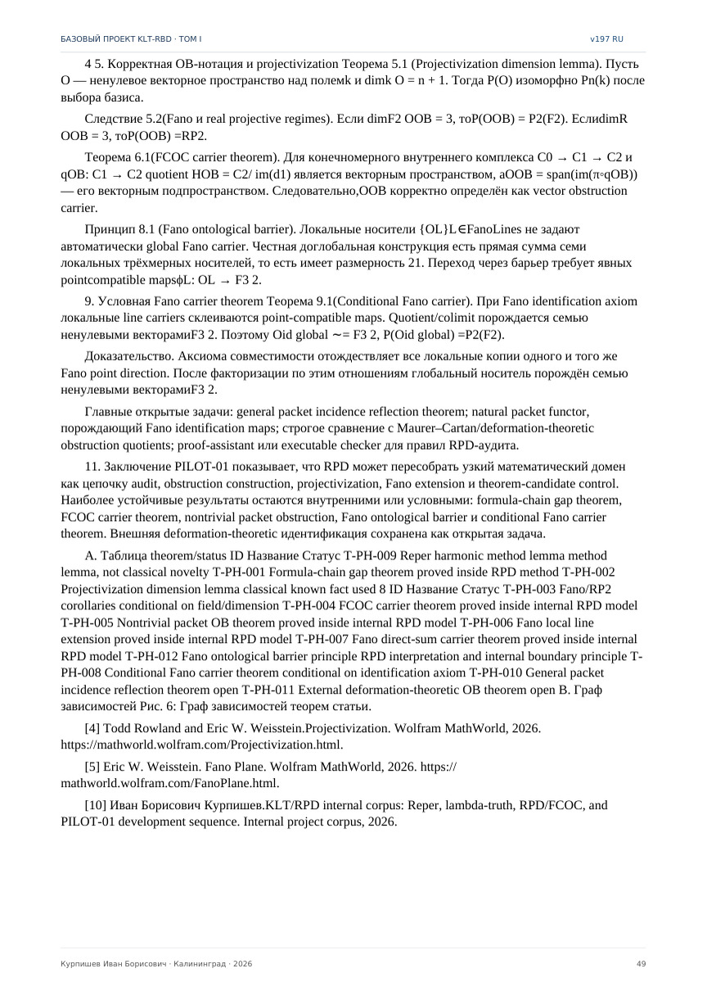 БАЗОВЫЙ ПРОЕКТ KLT-RBD · ТОМ I
v197 RU
4 5. Корректная OB-нотация и projectivization Теорема 5.1 (Projectivization dimension lemma). Пусть
O — ненулевое векторное пространство над полемk и dimk O = n + 1. Тогда P(O) изоморфно Pn(k) после
выбора базиса.
Следствие 5.2(Fano и real projective regimes). Если dimF2 OOB = 3, тоP(OOB) = P2(F2). ЕслиdimR
OOB = 3, тоP(OOB) =RP2.
Теорема 6.1(FCOC carrier theorem). Для конечномерного внутреннего комплекса C0 → C1 → C2 и
qOB: C1 → C2 quotient HOB = C2/ im(d1) является векторным пространством, аOOB = span(im(π◦qOB))
— его векторным подпространством. Следовательно,OOB корректно определён как vector obstruction
carrier.
Принцип 8.1 (Fano ontological barrier). Локальные носители {OL}L∈FanoLines не задают
автоматически global Fano carrier. Честная доглобальная конструкция есть прямая сумма семи
локальных трёхмерных носителей, то есть имеет размерность 21. Переход через барьер требует явных
pointcompatible mapsϕL: OL → F3 2.
9. Условная Fano carrier theorem Теорема 9.1(Conditional Fano carrier). При Fano identification axiom
локальные line carriers склеиваются point-compatible maps. Quotient/colimit порождается семью
ненулевыми векторамиF3 2. Поэтому Oid global ∼= F3 2, P(Oid global) =P2(F2).
Доказательство. Аксиома совместимости отождествляет все локальные копии одного и того же
Fano point direction. После факторизации по этим отношениям глобальный носитель порождён семью
ненулевыми векторамиF3 2.
Главные открытые задачи: general packet incidence reflection theorem; natural packet functor,
порождающий Fano identification maps; строгое сравнение с Maurer–Cartan/deformation-theoretic
obstruction quotients; proof-assistant или executable checker для правил RPD-аудита.
11. Заключение PILOT-01 показывает, что RPD может пересобрать узкий математический домен
как цепочку audit, obstruction construction, projectivization, Fano extension и theorem-candidate control.
Наиболее устойчивые результаты остаются внутренними или условными: formula-chain gap theorem,
FCOC carrier theorem, nontrivial packet obstruction, Fano ontological barrier и conditional Fano carrier
theorem. Внешняя deformation-theoretic идентификация сохранена как открытая задача.
A. Таблица theorem/status ID Название Статус T-PH-009 Reper harmonic method lemma method
lemma, not classical novelty T-PH-001 Formula-chain gap theorem proved inside RPD method T-PH-002
Projectivization dimension lemma classical known fact used 8 ID Название Статус T-PH-003 Fano/RP2
corollaries conditional on field/dimension T-PH-004 FCOC carrier theorem proved inside internal RPD model
T-PH-005 Nontrivial packet OB theorem proved inside internal RPD model T-PH-006 Fano local line
extension proved inside internal RPD model T-PH-007 Fano direct-sum carrier theorem proved inside internal
RPD model T-PH-012 Fano ontological barrier principle RPD interpretation and internal boundary principle T-
PH-008 Conditional Fano carrier theorem conditional on identification axiom T-PH-010 General packet
incidence reflection theorem open T-PH-011 External deformation-theoretic OB theorem open B. Граф
зависимостей Рис. 6: Граф зависимостей теорем статьи.
[4] Todd Rowland and Eric W. Weisstein.Projectivization. Wolfram MathWorld, 2026.
https://mathworld.wolfram.com/Projectivization.html.
[5] Eric W. Weisstein. Fano Plane. Wolfram MathWorld, 2026. https://
mathworld.wolfram.com/FanoPlane.html.
[10] Иван Борисович Курпишев.KLT/RPD internal corpus: Reper, lambda-truth, RPD/FCOC, and
PILOT-01 development sequence. Internal project corpus, 2026.
Курпишев Иван Борисович · Калининград · 2026
49